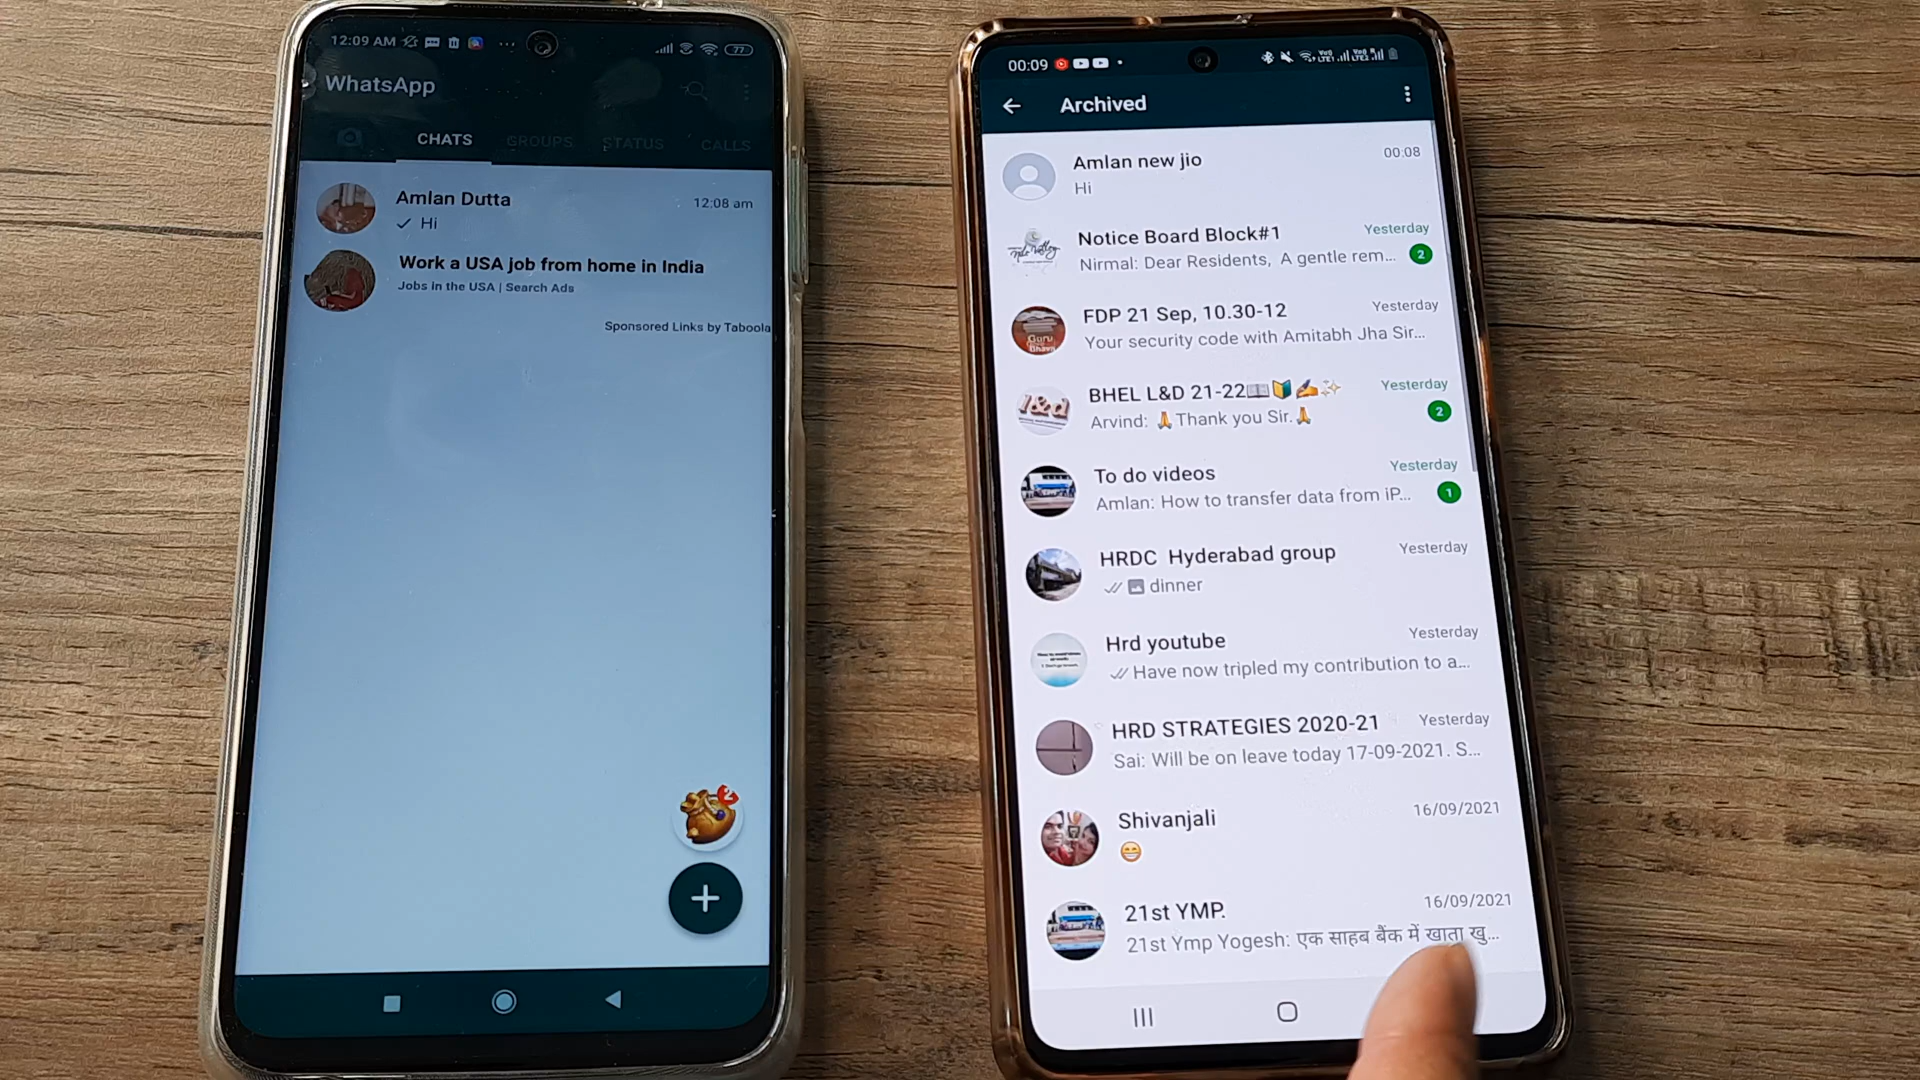 12:09 AM
77
WhatsApp
CHATS GROUPS STATUS CALLS
Amlan Dutta
12:08 am
Hi
Work a USA job from home in India
Jobs in the USA | Search Ads
Sponsored Links by Taboola
2
00:09
Archived
Amlan new jio
00:08
Hi
Notice Board Block#1
Yesterday
Nirmal: Dear Residents, A gentle rem...
2
FDP 21 Sep, 10.30-12
Yesterday
Your security code with Amitabh Jha Sir...
Guru
BHEL L&D 21-22📖🔰✍️✨
Yesterday
l&d
Arvind: 🙏Thank you Sir.🙏
2
To do videos
Yesterday
Amlan: How to transfer data from iP...
1
HRDC Hyderabad group
Yesterday
dinner
Hrd youtube
Yesterday
Have now tripled my contribution to a...
HRD STRATEGIES 2020-21
Yesterday
Sai: Will be on leave today 17-09-2021. S...
Shivanjali
16/09/2021
😁
21st YMP.
16/09/2021
21st Ymp Yogesh: एक साहब बैंक में खाता खु...